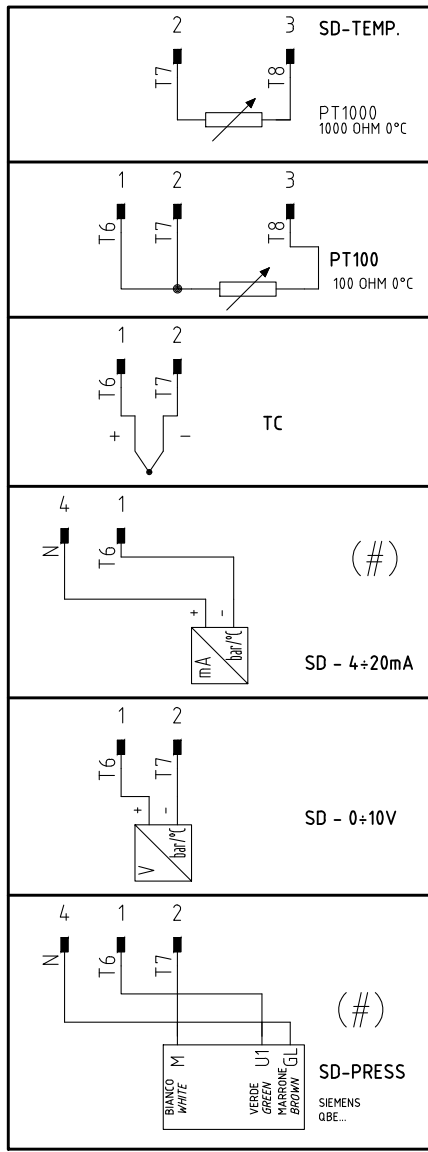 2 3 SD-TEMP.
T7 T8
PT1000
1000 OHM 0°C
1 2 3
T6 T7 T8
PT100
100 OHM 0°C
1 2
T6 T7
+ -
TC
4 1
N T6
(#)
+ -
mA bar/°C
SD - 4÷20mA
1 2
T6 T7
+ -
V bar/°C
SD - 0÷10V
4 1 2
N T6 T7
(#)
M U1 GL
BIANCO
WHITE
VERDE
GREEN
MARRONE
BROWN
SD-PRESS
SIEMENS
QBE...